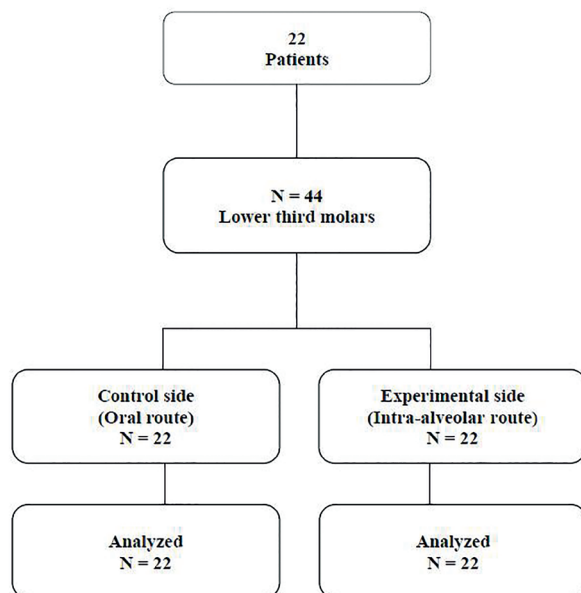 22
Patients
N = 44
Lower third molars
Control side
(Oral route)
N = 22
Experimental side
(Intra-alveolar route)
N = 22
Analyzed
N = 22
Analyzed
N = 22